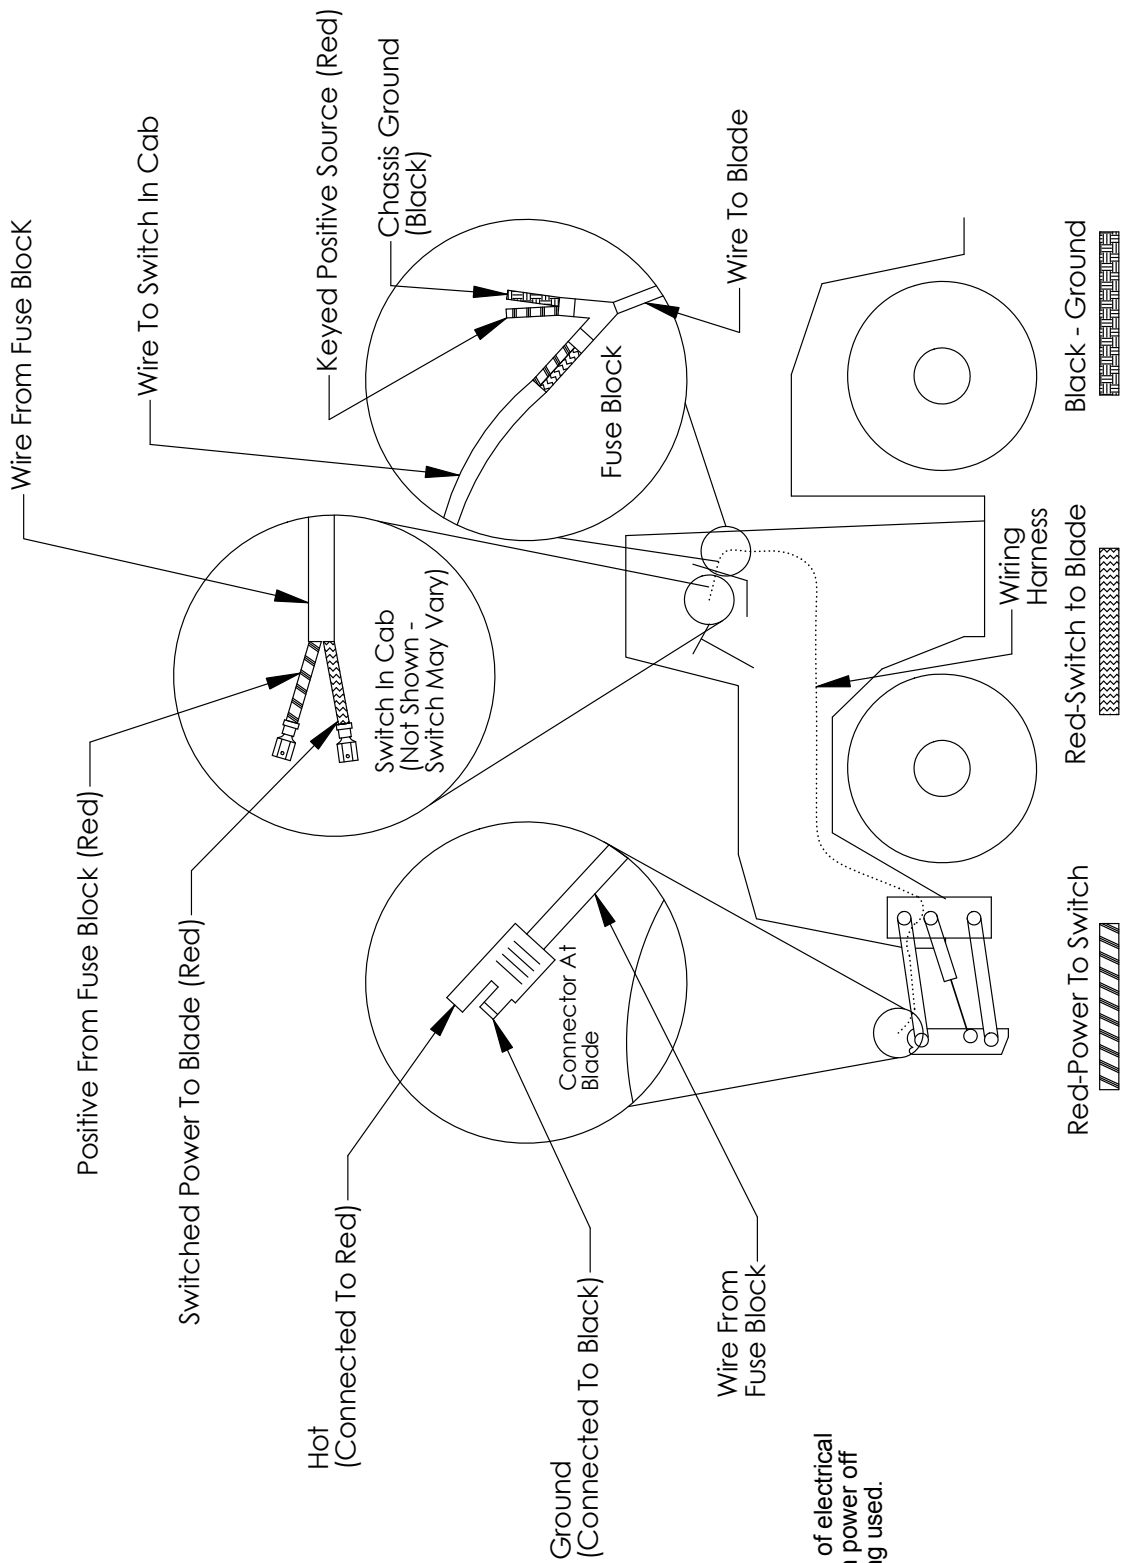 Wire From Fuse BlocK
Wire To Switch In Cab
Keyed Positive Source (Red)
Chassis Ground
(Black)
Positive From Fuse Block (Red)
Switched Power To Blade (Red)
Switch In Cab
(Not Shown -
Switch May Vary)
Fuse Block
Wire To Blade
Hot
(Connected To Red)
Ground
(Connected To Black)
Connector At
Blade
Wire From
Fuse Block
Wiring
Harness
Red-Power To Switch
Red-Switch to Blade
Black - Ground
of electrical
power off
used.